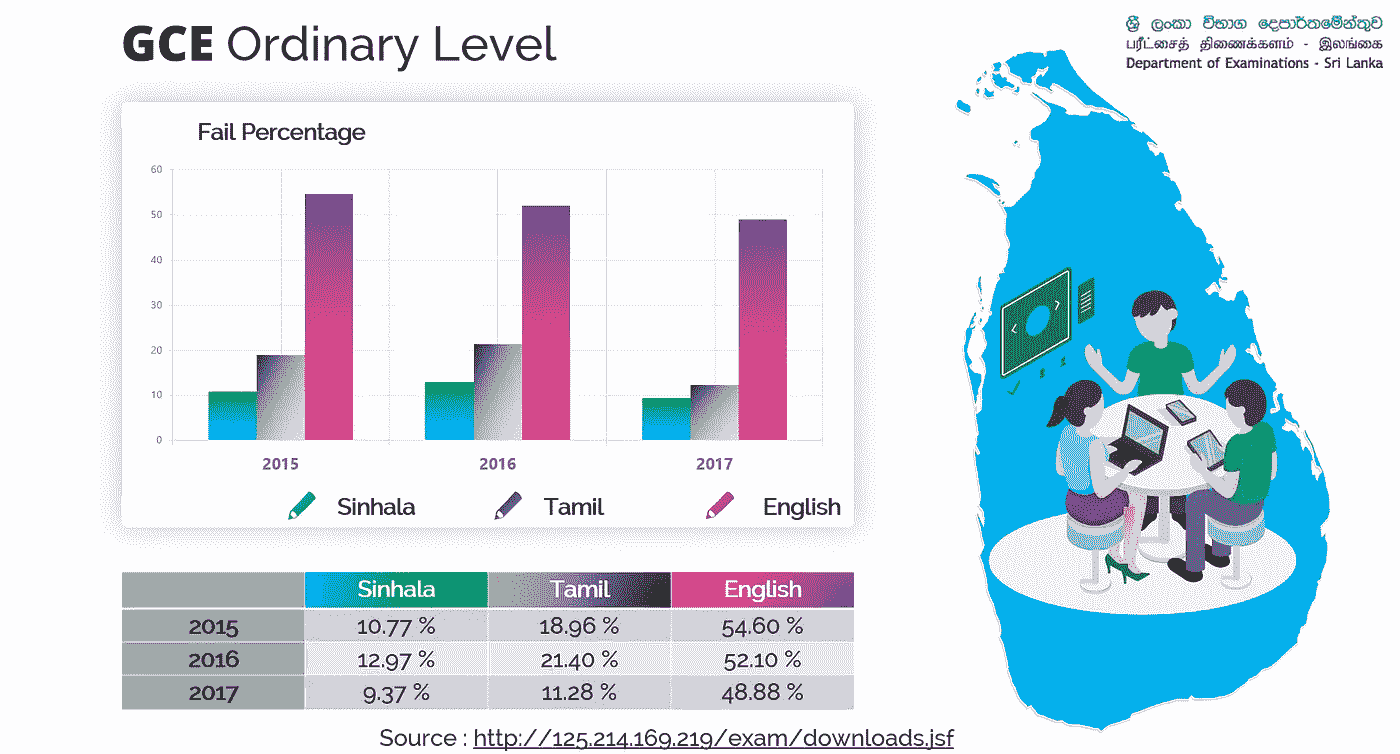 GCE Ordinary Level
ශ්‍රී ලංකා විභාග දෙපාර්තමේන්තුව
பரீட்சைத் திணைக்களம் - இலங்கை
Department of Examinations - Sri Lanka
Fail Percentage
60
50
40
30
20
10
0
2015 2016 2017
Sinhala Tamil English
Sinhala Tamil English
2015 10.77 % 18.96 % 54.60 %
2016 12.97 % 21.40 % 52.10 %
2017 9.37 % 11.28 % 48.88 %
Source : http://125.214.169.219/exam/downloads.jsf